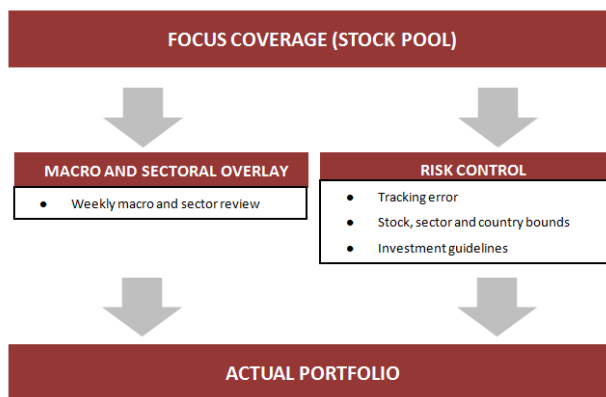 FOCUS COVERAGE (STOCK POOL)
MACRO AND SECTORAL OVERLAY
● Weekly macro and sector review
RISK CONTROL
● Tracking error
● Stock, sector and country bounds
● Investment guidelines
ACTUAL PORTFOLIO